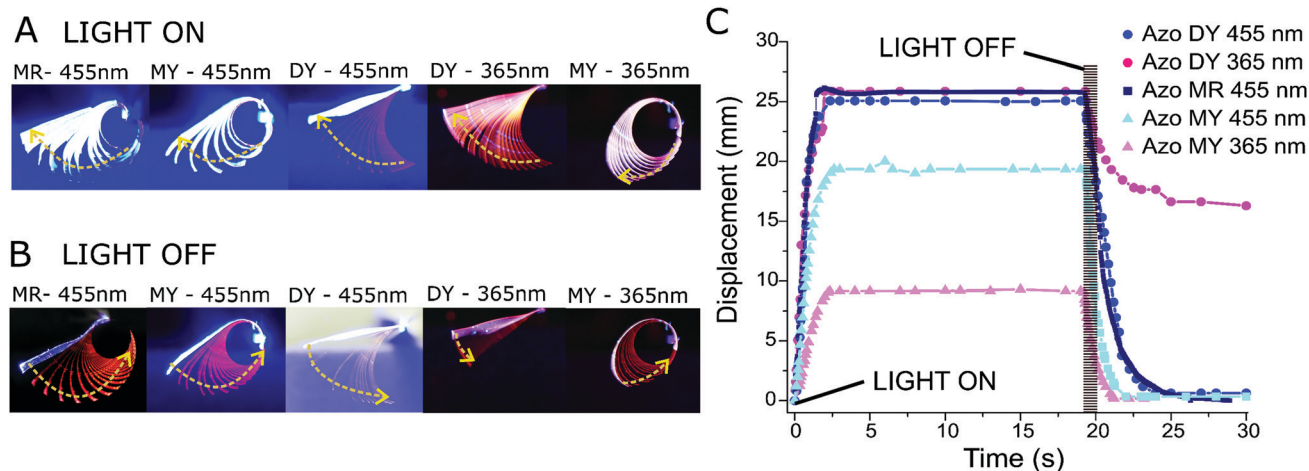 A LIGHT ON
MR- 455nm MY - 455nm DY - 455nm DY - 365nm MY - 365nm
B LIGHT OFF
MR- 455nm MY - 455nm DY - 455nm DY - 365nm MY - 365nm
C
LIGHT OFF
Azo DY 455 nm
Azo DY 365 nm
Azo MR 455 nm
Azo MY 455 nm
Azo MY 365 nm
Displacement (mm)
30
25
20
15
10
5
0
LIGHT ON
0 5 10 15 20 25 30
Time (s)